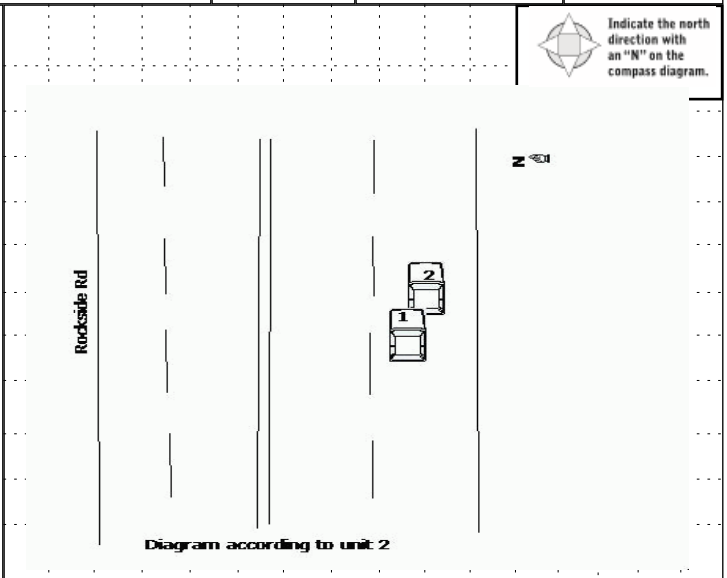 Indicate the north
direction with
an "N" on the
compass diagram.
N
2
1
Rockside Rd
Diagram according to unit 2